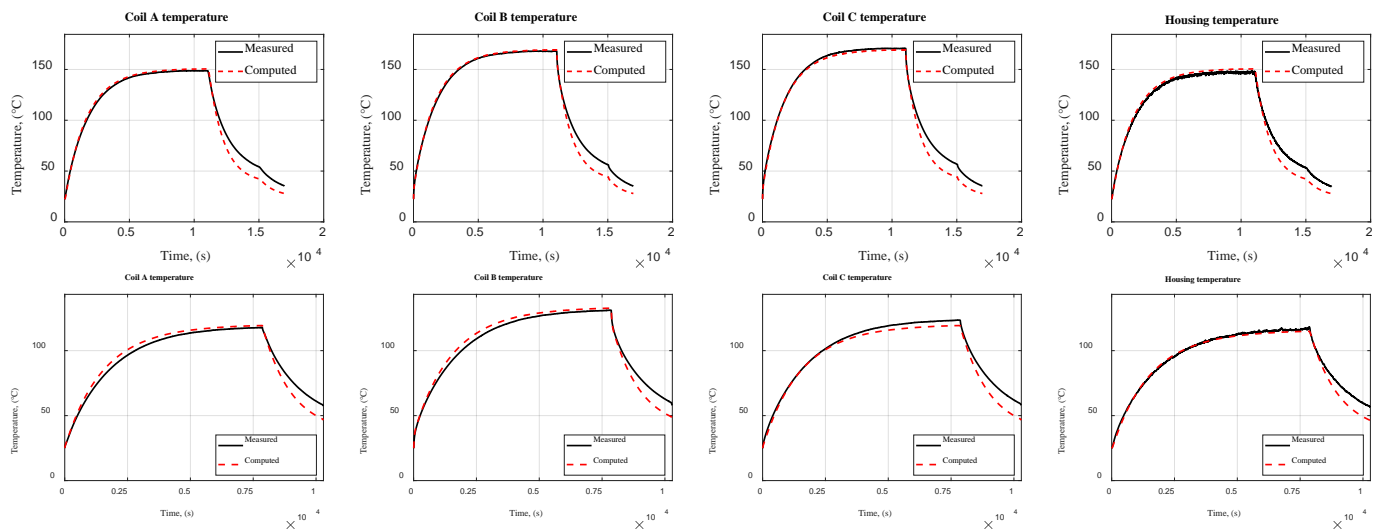 Coil A temperature
Measured
Computed
Temperature, (°C)
150
100
50
0
0
0.5
1
1.5
2
Time, (s)
× 10 4
Coil B temperature
Measured
Computed
Temperature, (°C)
150
100
50
0
0
0.5
1
1.5
2
Time, (s)
× 10 4
Coil C temperature
Measured
Computed
Temperature, (°C)
150
100
50
0
0
0.5
1
1.5
2
Time, (s)
× 10 4
Housing temperature
Measured
Computed
Temperature, (°C)
150
100
50
0
0
0.5
1
1.5
2
Time, (s)
× 10 4
Coil A temperature
Temperature, (°C)
100
50
0
Measured
Computed
0
0.25
0.5
0.75
1
Time, (s)
× 10 4
Coil B temperature
Temperature, (°C)
100
50
0
Measured
Computed
0
0.25
0.5
0.75
1
Time, (s)
× 10 4
Coil C temperature
Temperature, (°C)
100
50
0
Measured
Computed
0
0.25
0.5
0.75
1
Time, (s)
× 10 4
Housing temperature
Temperature, (°C)
100
50
0
Measured
Computed
0
0.25
0.5
0.75
1
Time, (s)
× 10 4